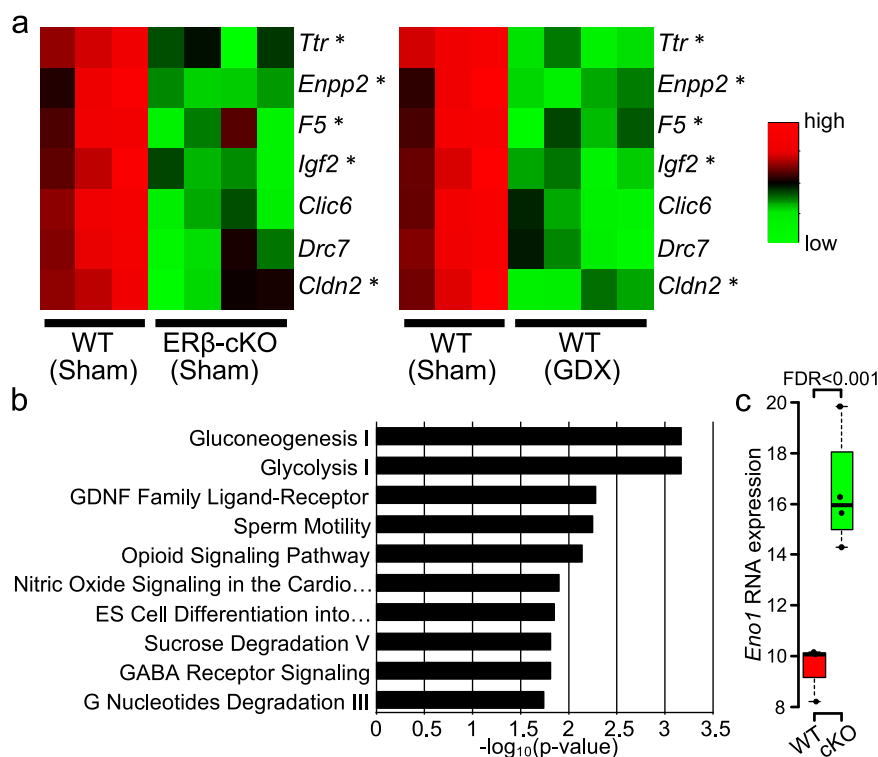 a
Ttr *
Enpp2 *
F5 *
Igf2 *
Clic6
Drc7
Cldn2 *
WT
(Sham)
ERβ-cKO
(Sham)
Ttr *
Enpp2 *
F5 *
Igf2 *
Clic6
Drc7
Cldn2 *
WT
(Sham)
WT
(GDX)
high
low
b
Gluconeogenesis I
Glycolysis I
GDNF Family Ligand-Receptor
Sperm Motility
Opioid Signaling Pathway
Nitric Oxide Signaling in the Cardio…
ES Cell Differentiation into…
Sucrose Degradation V
GABA Receptor Signaling
G Nucleotides Degradation III
0 0.5 1 1.5 2 2.5 3 3.5
-log₁₀(p-value)
c
FDR<0.001
20
18
16
14
12
10
8
Eno1 RNA expression
WT
cKO